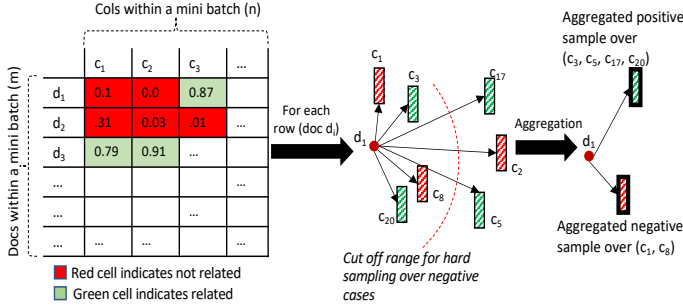 Cols within a mini batch (n)
Docs within a mini batch (m)
c1 c2 c3 ...
d1 0.1 0.0 0.87
d2 .31 0.03 .01 ...
d3 0.79 0.91 ...
... ... ...
... ...
... ... ... ...
Red cell indicates not related
Green cell indicates related
For each
row (doc di)
c1
c3
c17
d1
c2
c8
c20
c5
Cut off range for hard
sampling over negative
cases
Aggregation
Aggregated positive
sample over
(c3, c5, c17, c20)
d1
Aggregated negative
sample over (c1, c8)